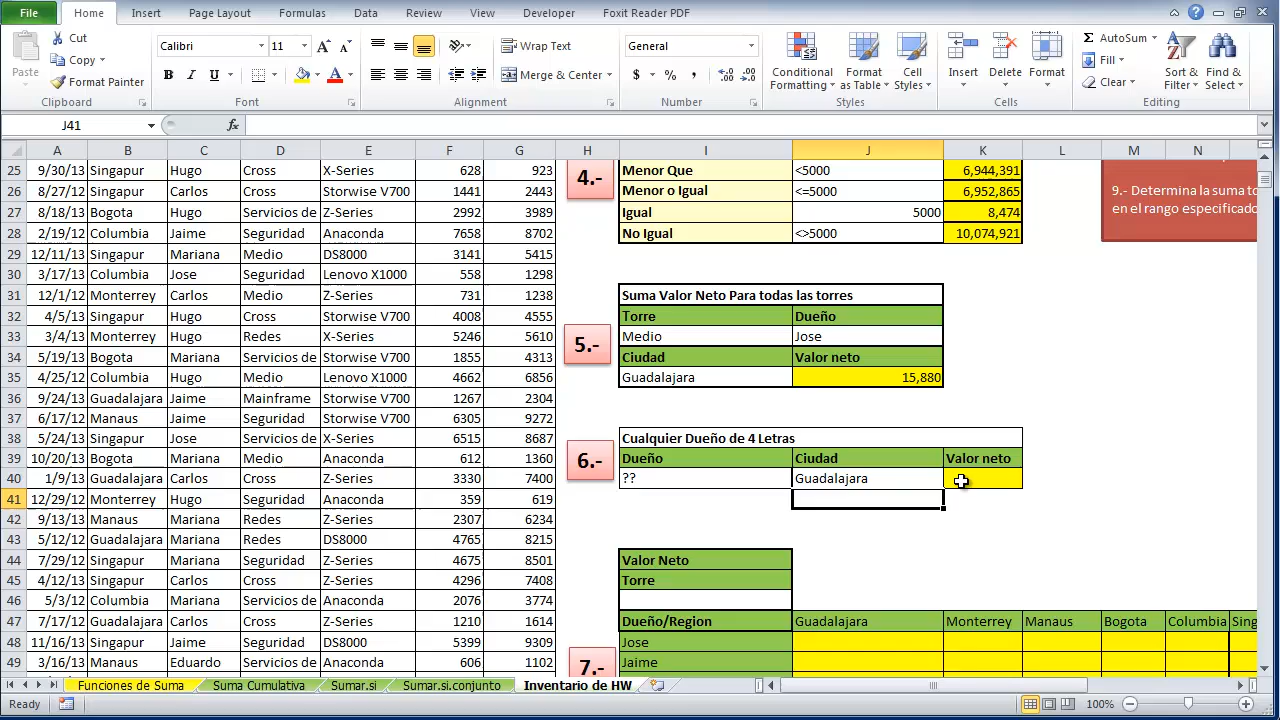 File Home Insert Page Layout Formulas Data Review View Developer Foxit Reader PDF
Paste Cut Copy Format Painter Clipboard
Calibri 11 B I U Font
Wrap Text Merge & Center Alignment
General $ % , Number
Conditional Formatting Format as Table Cell Styles Styles
Insert Delete Format Cells
AutoSum Fill Clear Sort & Filter Find & Select Editing
J41 fx
A B C D E F G H I J K L M N
25 9/30/13 Singapur Hugo Cross X-Series 628 923 4.- Menor Que <5000 6,944,391
26 8/27/12 Singapur Carlos Cross Storwise V700 1441 2443 Menor o Igual <=5000 6,952,865 9.- Determina la suma to
27 8/18/13 Bogota Hugo Servicios de Z-Series 2992 3989 Igual 5000 8,474 en el rango especificado
28 2/19/12 Columbia Jaime Seguridad Anaconda 7658 8702 No Igual <>5000 10,074,921
29 12/11/13 Singapur Mariana Medio DS8000 3141 5415
30 3/17/13 Columbia Jose Seguridad Lenovo X1000 558 1298
31 12/1/12 Monterrey Carlos Medio Z-Series 731 1238 Suma Valor Neto Para todas las torres
32 4/5/13 Singapur Hugo Cross Storwise V700 4008 4555 Torre Dueño
33 3/4/13 Monterrey Hugo Redes X-Series 5246 5610 5.- Medio Jose
34 5/19/13 Bogota Mariana Servicios de Storwise V700 1855 4313 Ciudad Valor neto
35 4/25/12 Columbia Hugo Medio Lenovo X1000 4662 6856 Guadalajara 15,880
36 9/24/13 Guadalajara Jaime Mainframe Storwise V700 1267 2304
37 6/17/12 Manaus Jaime Seguridad Storwise V700 6305 9272
38 5/24/13 Singapur Jose Servicios de X-Series 6515 8687 Cualquier Dueño de 4 Letras
39 10/20/13 Bogota Mariana Medio Anaconda 612 1360 6.- Dueño Ciudad Valor neto
40 1/9/13 Guadalajara Carlos Cross Z-Series 3330 7400 ?? Guadalajara
41 12/29/12 Monterrey Hugo Seguridad Anaconda 359 619
42 9/13/12 Manaus Mariana Redes Z-Series 2307 6234
43 5/12/12 Guadalajara Mariana Redes DS8000 4765 8215
44 7/29/12 Singapur Mariana Seguridad Z-Series 4675 8501 Valor Neto
45 4/12/13 Singapur Carlos Cross Z-Series 4296 7408 Torre
46 5/3/12 Columbia Mariana Servicios de Anaconda 2076 3774
47 7/17/12 Guadalajara Carlos Cross Z-Series 1210 1614 Dueño/Region Guadalajara Monterrey Manaus Bogota Columbia Sing
48 11/16/13 Singapur Jaime Seguridad DS8000 5399 9309 Jose
49 3/16/13 Manaus Eduardo Servicios de Anaconda 606 1102 7.- Jaime
Funciones de Suma Suma Cumulativa Sumar.si Sumar.si.conjunto Inventario de HW
Ready 100%